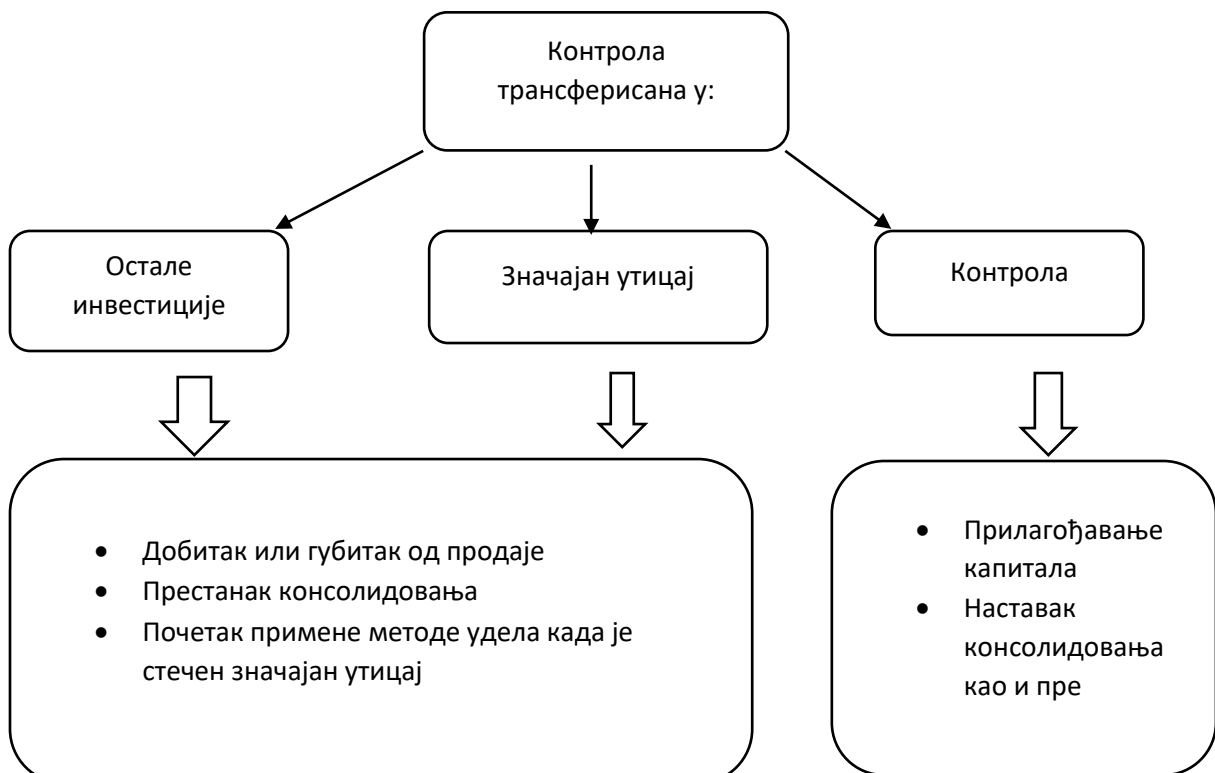 Контрола
трансферисана у:
Остале
инвестиције
Значајан утицај
Контрола
• Добитак или губитак од продаје
• Престанак консолидовања
• Почетак примене методе удела када је
стечен значајан утицај
• Прилагођавање
капитала
• Наставак
консолидовања
као и пре